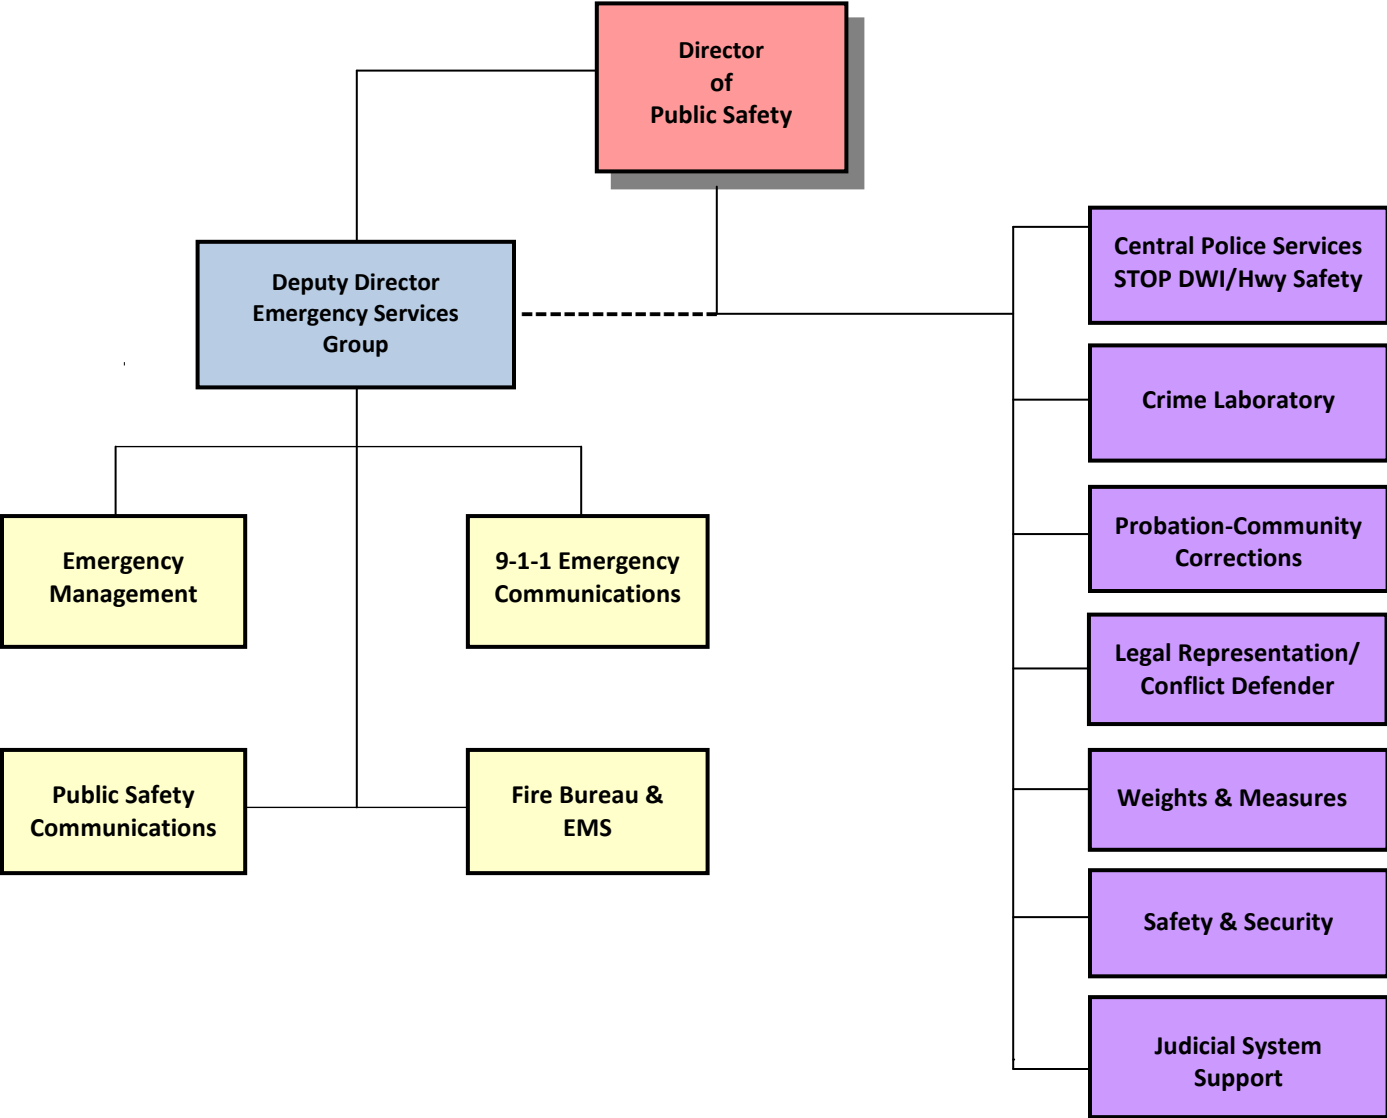 Director
of
Public Safety
Deputy Director
Emergency Services
Group
Central Police Services
STOP DWI/Hwy Safety
Crime Laboratory
Emergency
Management
9-1-1 Emergency
Communications
Probation-Community
Corrections
Legal Representation/
Conflict Defender
Public Safety
Communications
Fire Bureau &
EMS
Weights & Measures
Safety & Security
Judicial System
Support